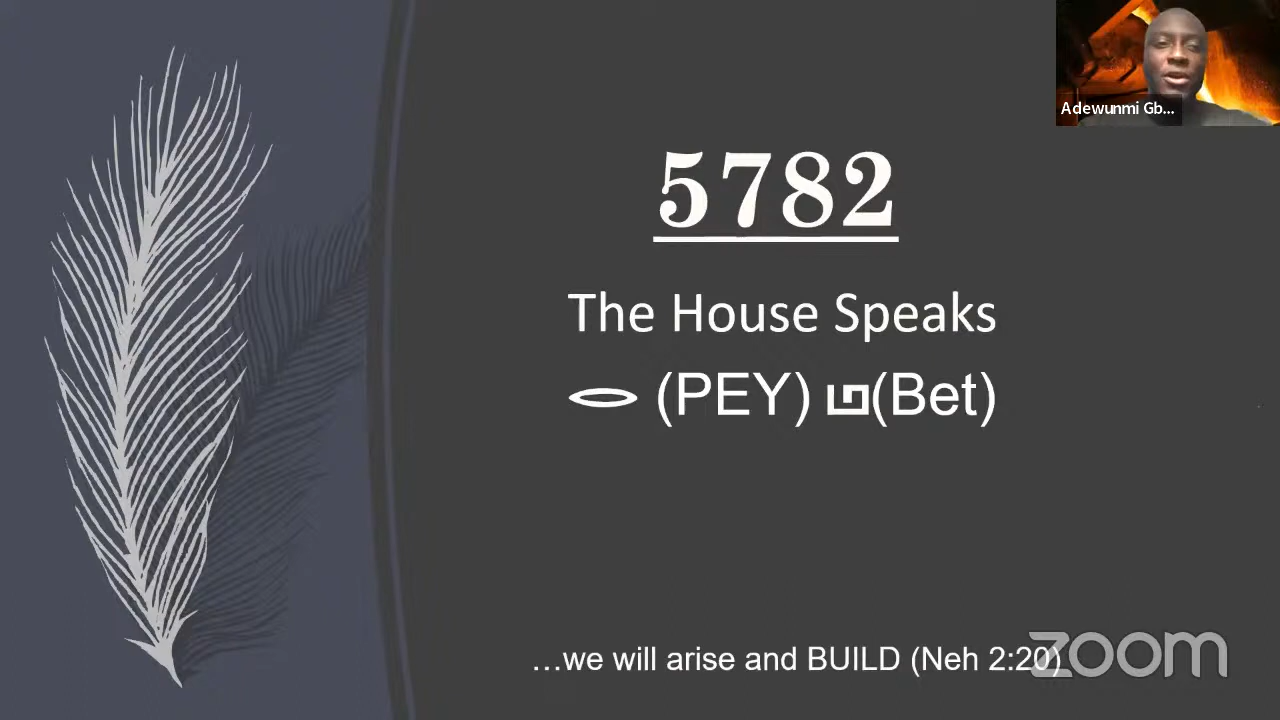 Adewunmi Gb...
5782
The House Speaks
(PEY) (Bet)
…we will arise and BUILD (Neh 2:20)
zoom